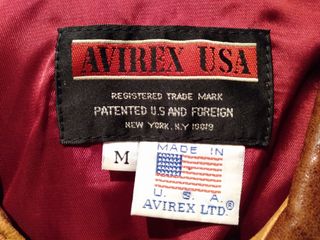 AVIREX USA
REGISTERED TRADE MARK
PATENTED U.S AND FOREIGN
NEW YORK, N.Y 10019
M
MADE IN
U. S. A
AVIREX LTD.